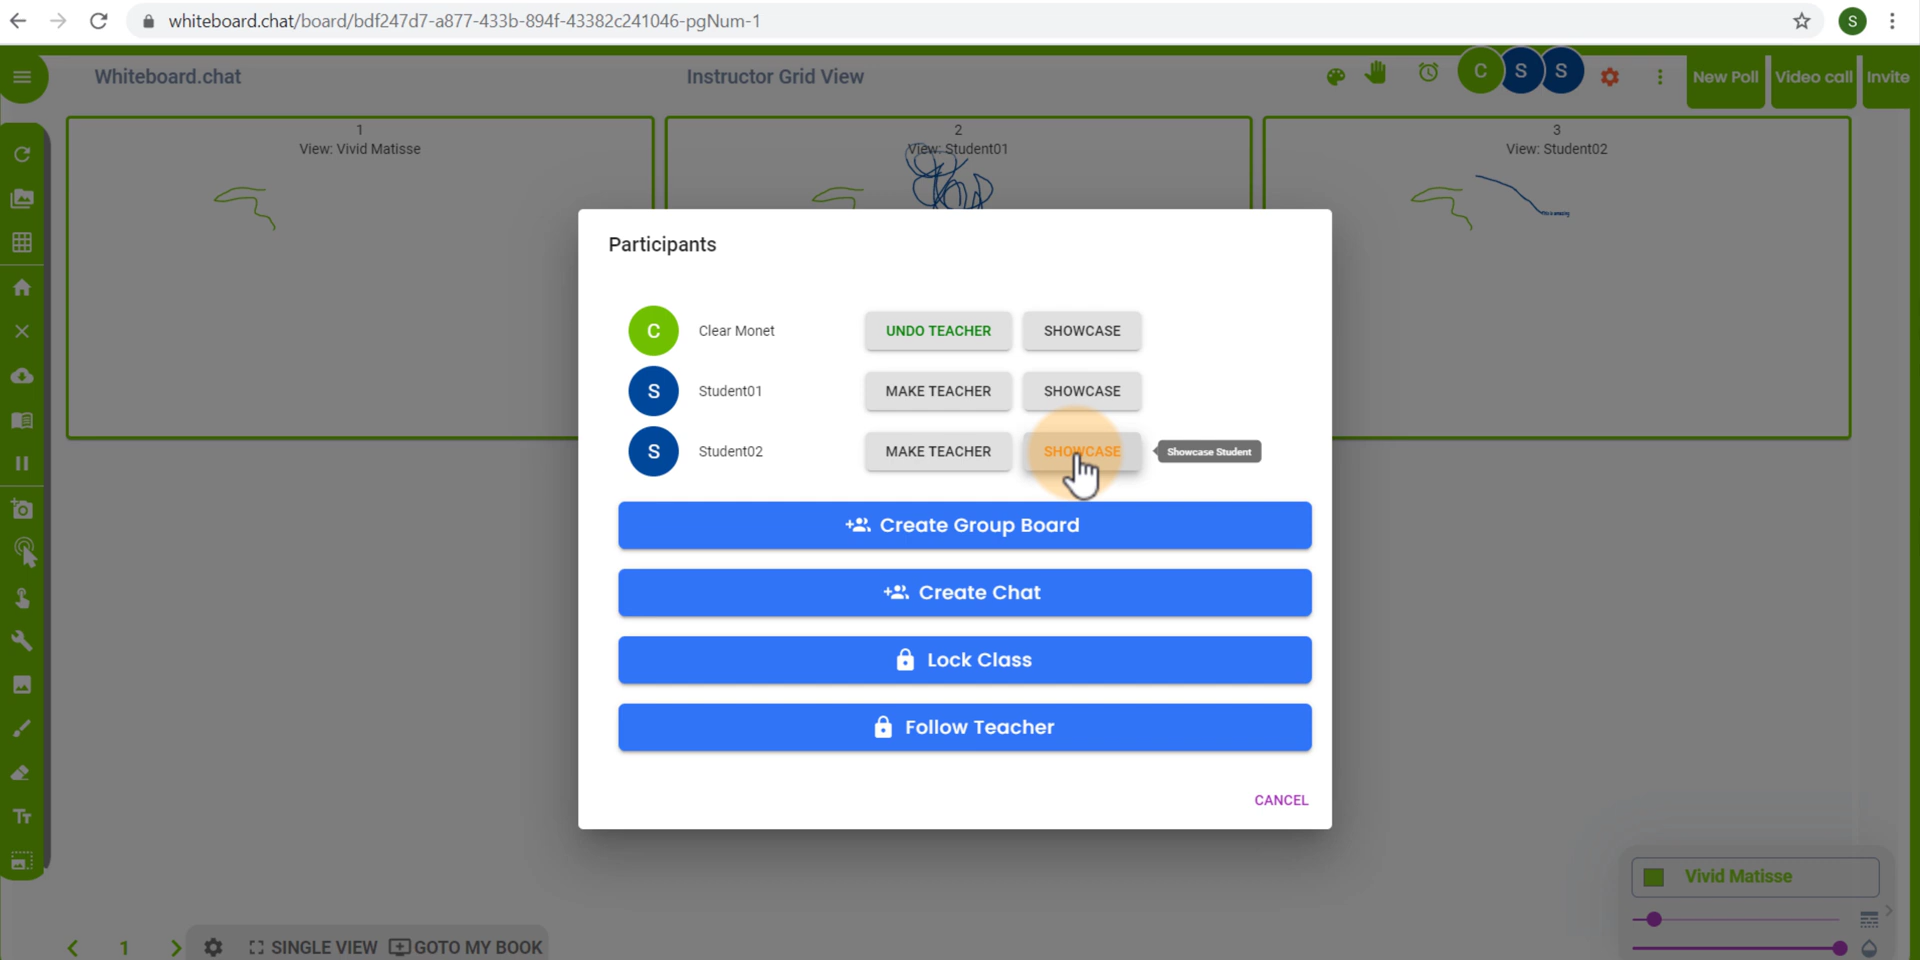 whiteboard.chat/board/bdf247d7-a877-433b-894f-43382c241046-pgNum-1
S
Whiteboard.chat
Instructor Grid View
C S S
New Poll
Video call
Invite
1
View: Vivid Matisse
2
View: Student01
3
View: Student02
Participants
C Clear Monet UNDO TEACHER SHOWCASE
S Student01 MAKE TEACHER SHOWCASE
S Student02 MAKE TEACHER SHOWCASE Showcase Student
Create Group Board
Create Chat
Lock Class
Follow Teacher
CANCEL
Tт
Vivid Matisse
1
SINGLE VIEW
GOTO MY BOOK